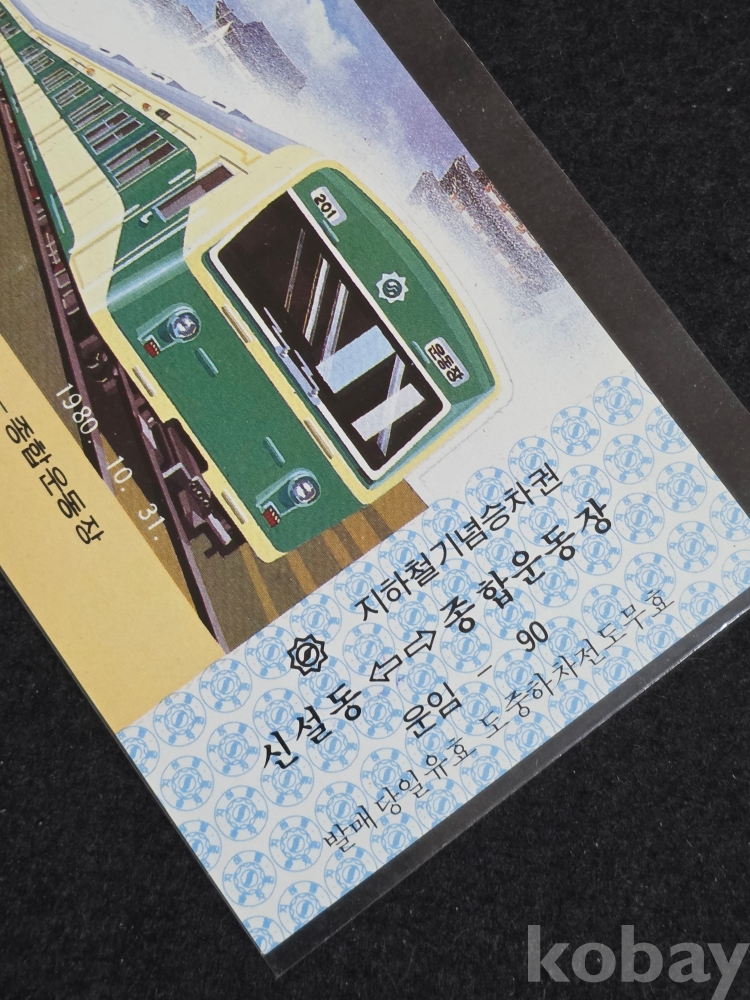 201
운동장
- 종합운동장
1980. 10. 31.
지하철기념승차권
신설동 ⇔ 종합운동장
운임 - 90
발매당일유효 도중하차전도무효
kobay